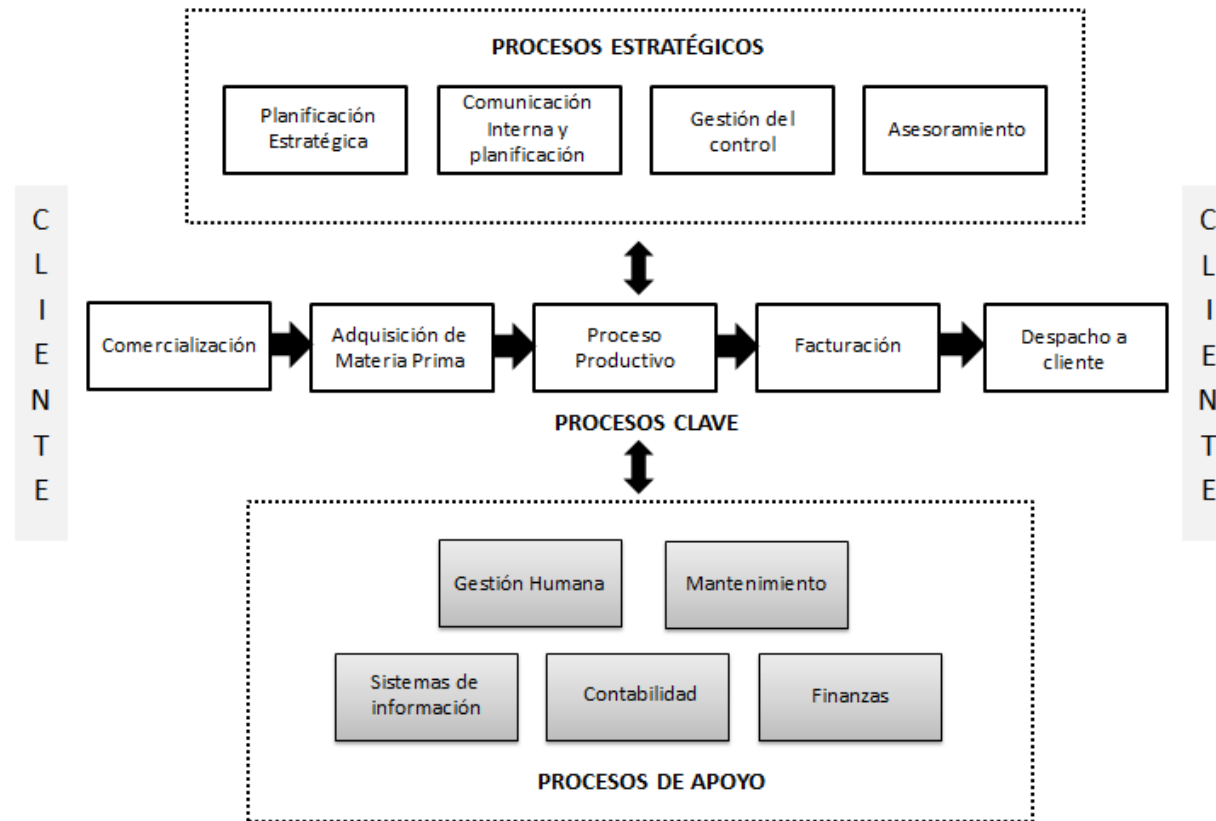 PROCESOS ESTRATÉGICOS
Planificación
Estratégica
Comunicación
Interna y
planificación
Gestión del
control
Asesoramiento
C
L
I
E
N
T
E
Comercialización
Adquisición de
Materia Prima
Proceso
Productivo
Facturación
Despacho a
cliente
C
L
I
E
N
T
E
PROCESOS CLAVE
Gestión Humana
Mantenimiento
Sistemas de
información
Contabilidad
Finanzas
PROCESOS DE APOYO